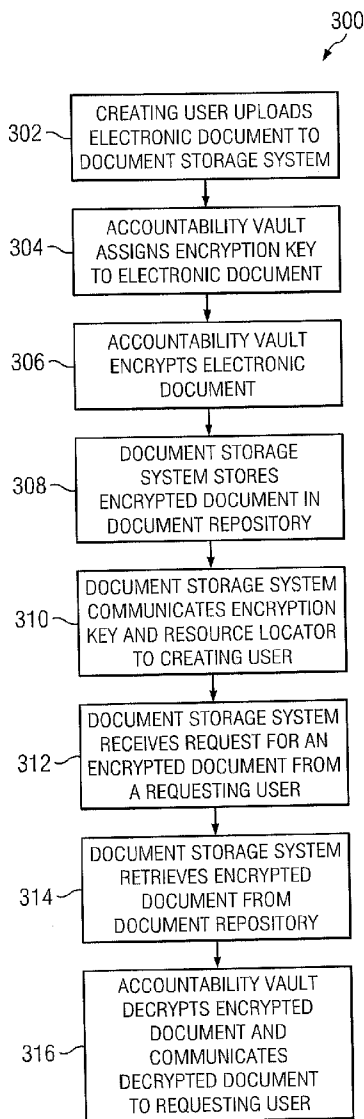 300
302
CREATING USER UPLOADS
ELECTRONIC DOCUMENT TO
DOCUMENT STORAGE SYSTEM
304
ACCOUNTABILITY VAULT
ASSIGNS ENCRYPTION KEY
TO ELECTRONIC DOCUMENT
306
ACCOUNTABILITY VAULT
ENCRYPTS ELECTRONIC
DOCUMENT
308
DOCUMENT STORAGE
SYSTEM STORES
ENCRYPTED DOCUMENT IN
DOCUMENT REPOSITORY
310
DOCUMENT STORAGE SYSTEM
COMMUNICATES ENCRYPTION
KEY AND RESOURCE LOCATOR
TO CREATING USER
312
DOCUMENT STORAGE SYSTEM
RECEIVES REQUEST FOR AN
ENCRYPTED DOCUMENT FROM
A REQUESTING USER
314
DOCUMENT STORAGE SYSTEM
RETRIEVES ENCRYPTED
DOCUMENT FROM
DOCUMENT REPOSITORY
316
ACCOUNTABILITY VAULT
DECRYPTS ENCRYPTED
DOCUMENT AND
COMMUNICATES
DECRYPTED DOCUMENT
TO REQUESTING USER